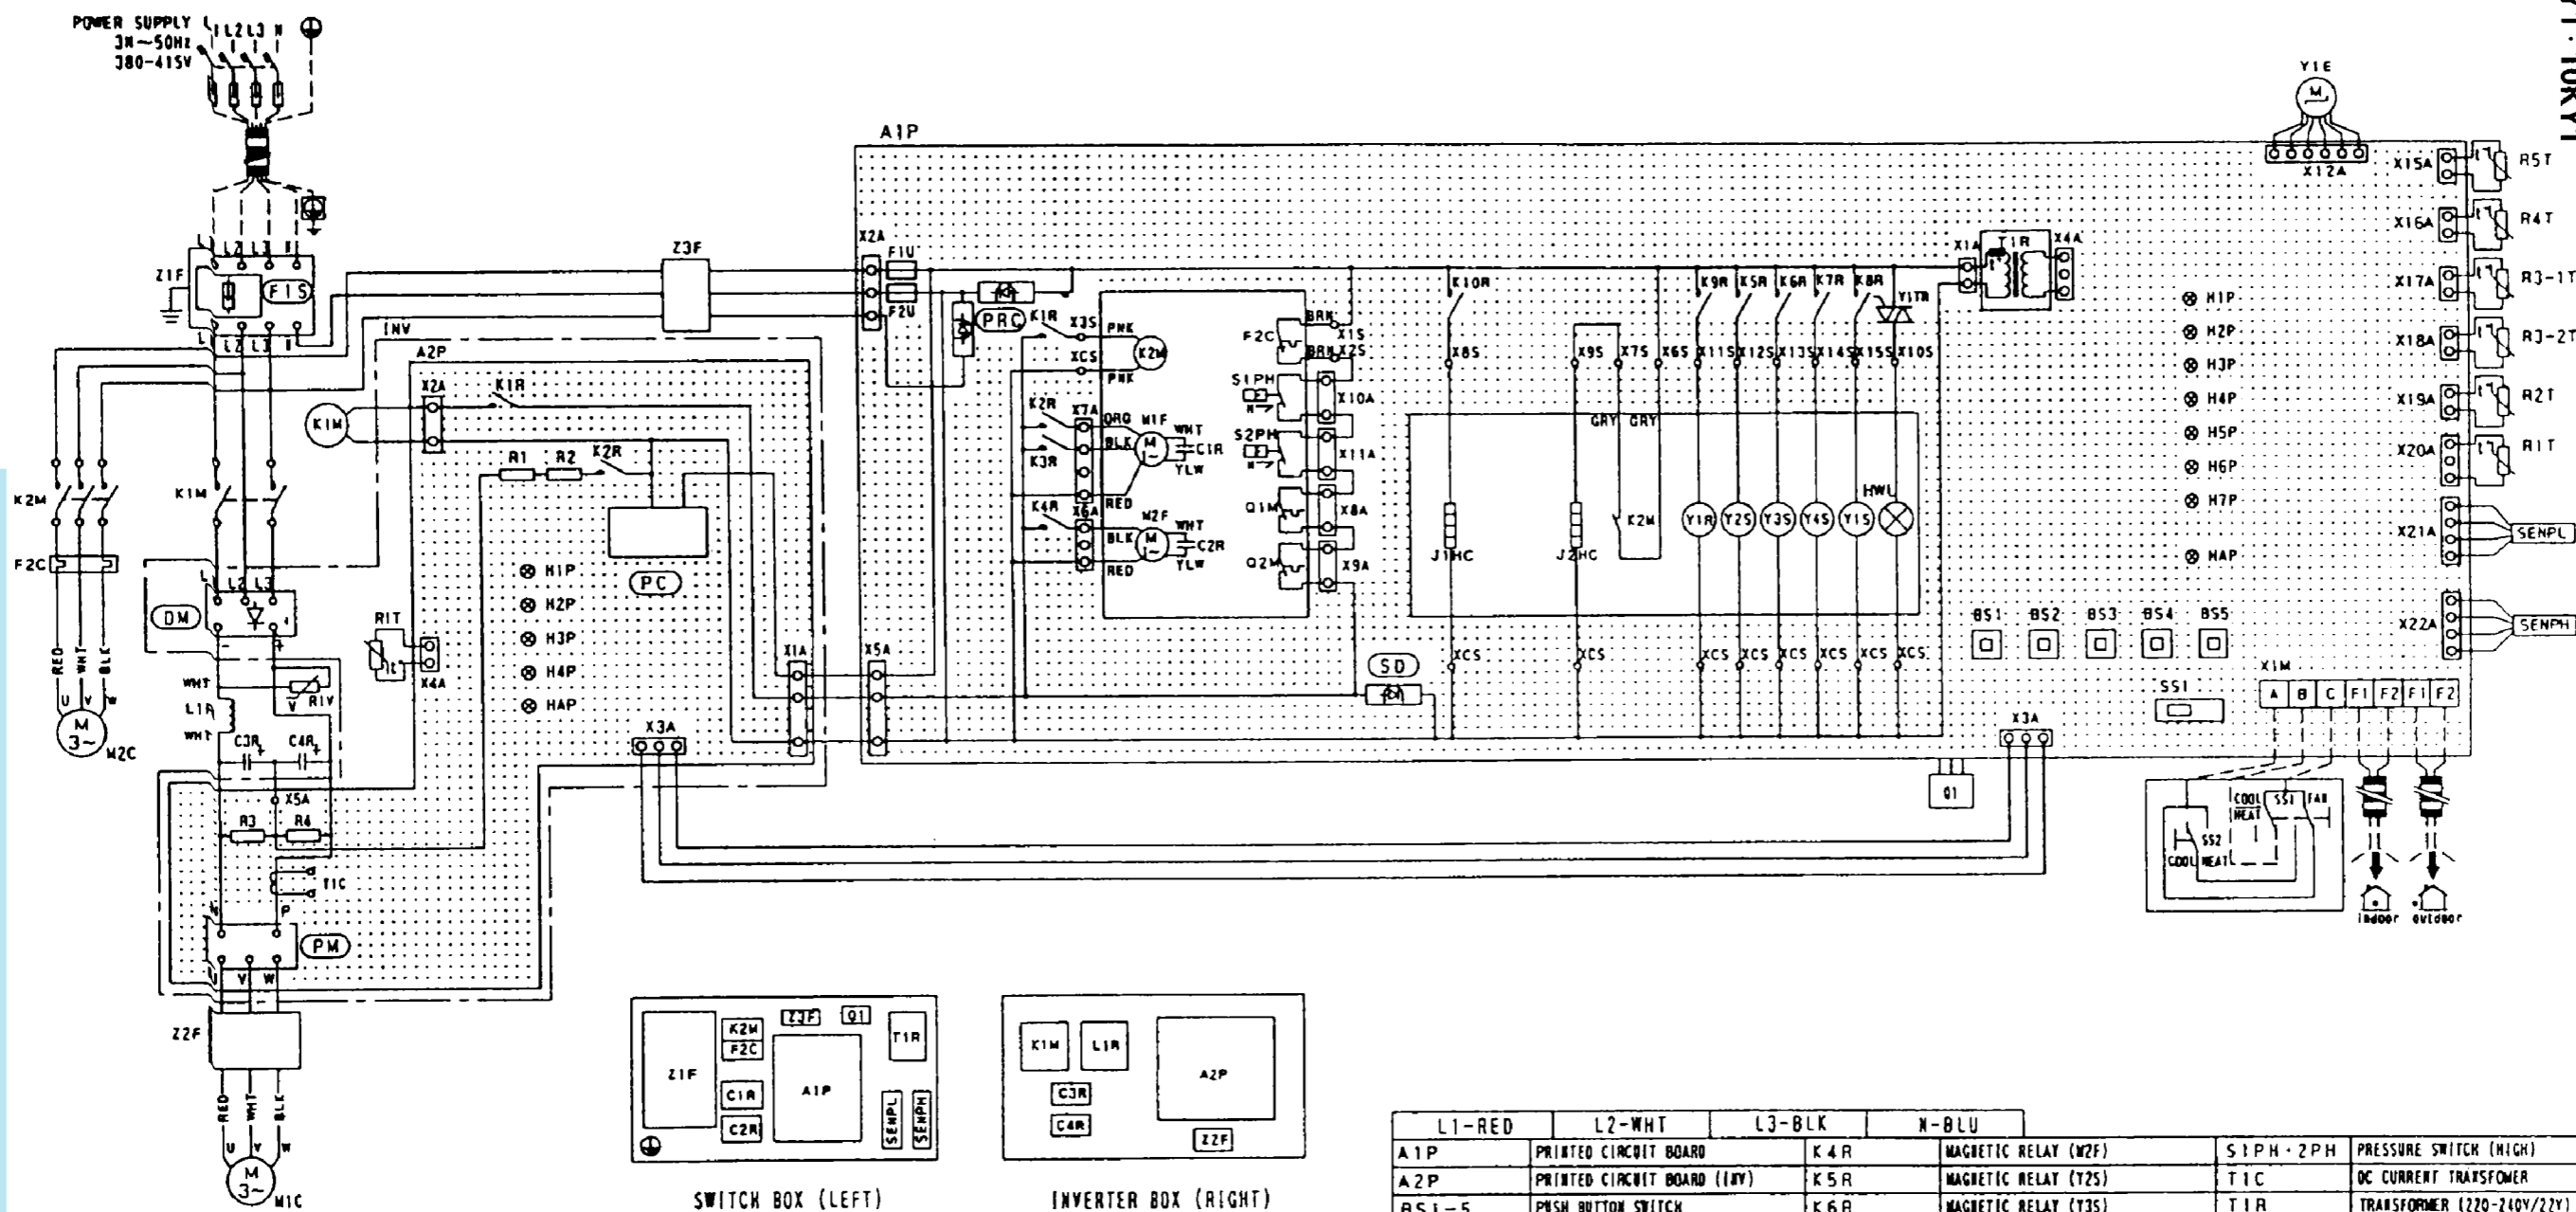 POWER SUPPLY
3N~50Hz
380-415V
L1 L2 L3 N
Y1E
M
X12A
A1P
X15A R5T
X16A R4T
X17A R3-1T
X18A R3-2T
X19A R2T
X20A R1T
X21A SENPL
X22A SENPH
Z1F
L1 L2 L3 N
FIS
L1 L2 L3 N
Z3F
X2A
F1U
F2U
PRC
INV
A2P
X2A
K1R
K1M
R1 R2 K2R
PC
K1R X3S PNK
K2M
XCS PNK
K2R X7A ORG M1F WHT
BLK M 1~ C1R
K3R YLW
RED
K4R X6A M2F WHT
BLK M 1~ C2R
YLW
RED
F2C BRN X1S
BRN X2S
S1PH X10A
S2PH X11A
Q1M X8A
Q2M X9A
K10R K9R K5R K6R K7R K8R Y1TR
X8S X9S X7S X6S X11S X12S X13S X14S X15S X10S
GRY GRY
J1HC J2HC K2M Y1R Y2S Y3S Y4S Y1S HWL
XCS XCS XCS XCS XCS XCS XCS XCS
X1A T1R X4A
H1P
H2P
H3P
H4P
H5P
H6P
H7P
HAP
BS1 BS2 BS3 BS4 BS5
SS1
X1M
A B C F1 F2 F1 F2
K2M K1M
F2C
DM
L1 L2 L3
- +
RED WHT BLK
U V W
M 3~ M2C
H1P
H2P
H3P
H4P
HAP
R1T X4A
X1A X5A
SD
X3A
X3A
Q1
WHT
L1R
WHT
R1V
C3R C4R
X5A
R3 R4
T1C
N P
PM
U V W
Z2F
RED WHT BLK
U V W
M 3~ M1C
COOL HEAT SS1 FAN
SS2
COOL HEAT
indoor outdoor
Z1F K2M F2C C1R C2R Z3F Q1 A1P T1R SENPL SENPH
SWITCH BOX (LEFT)
K1M L1R C3R C4R A2P Z2F
INVERTER BOX (RIGHT)
L1-RED L2-WHT L3-BLK N-BLU
A1P PRINTED CIRCUIT BOARD K4R MAGNETIC RELAY (M2F) S1PH·2PH PRESSURE SWITCH (HIGH)
A2P PRINTED CIRCUIT BOARD (INV) K5R MAGNETIC RELAY (Y2S) T1C DC CURRENT TRANSFOMER
BS1-5 PUSH BUTTON SWITCH K6R MAGNETIC RELAY (Y3S) T1R TRANSFORMER (220-240V/22V)